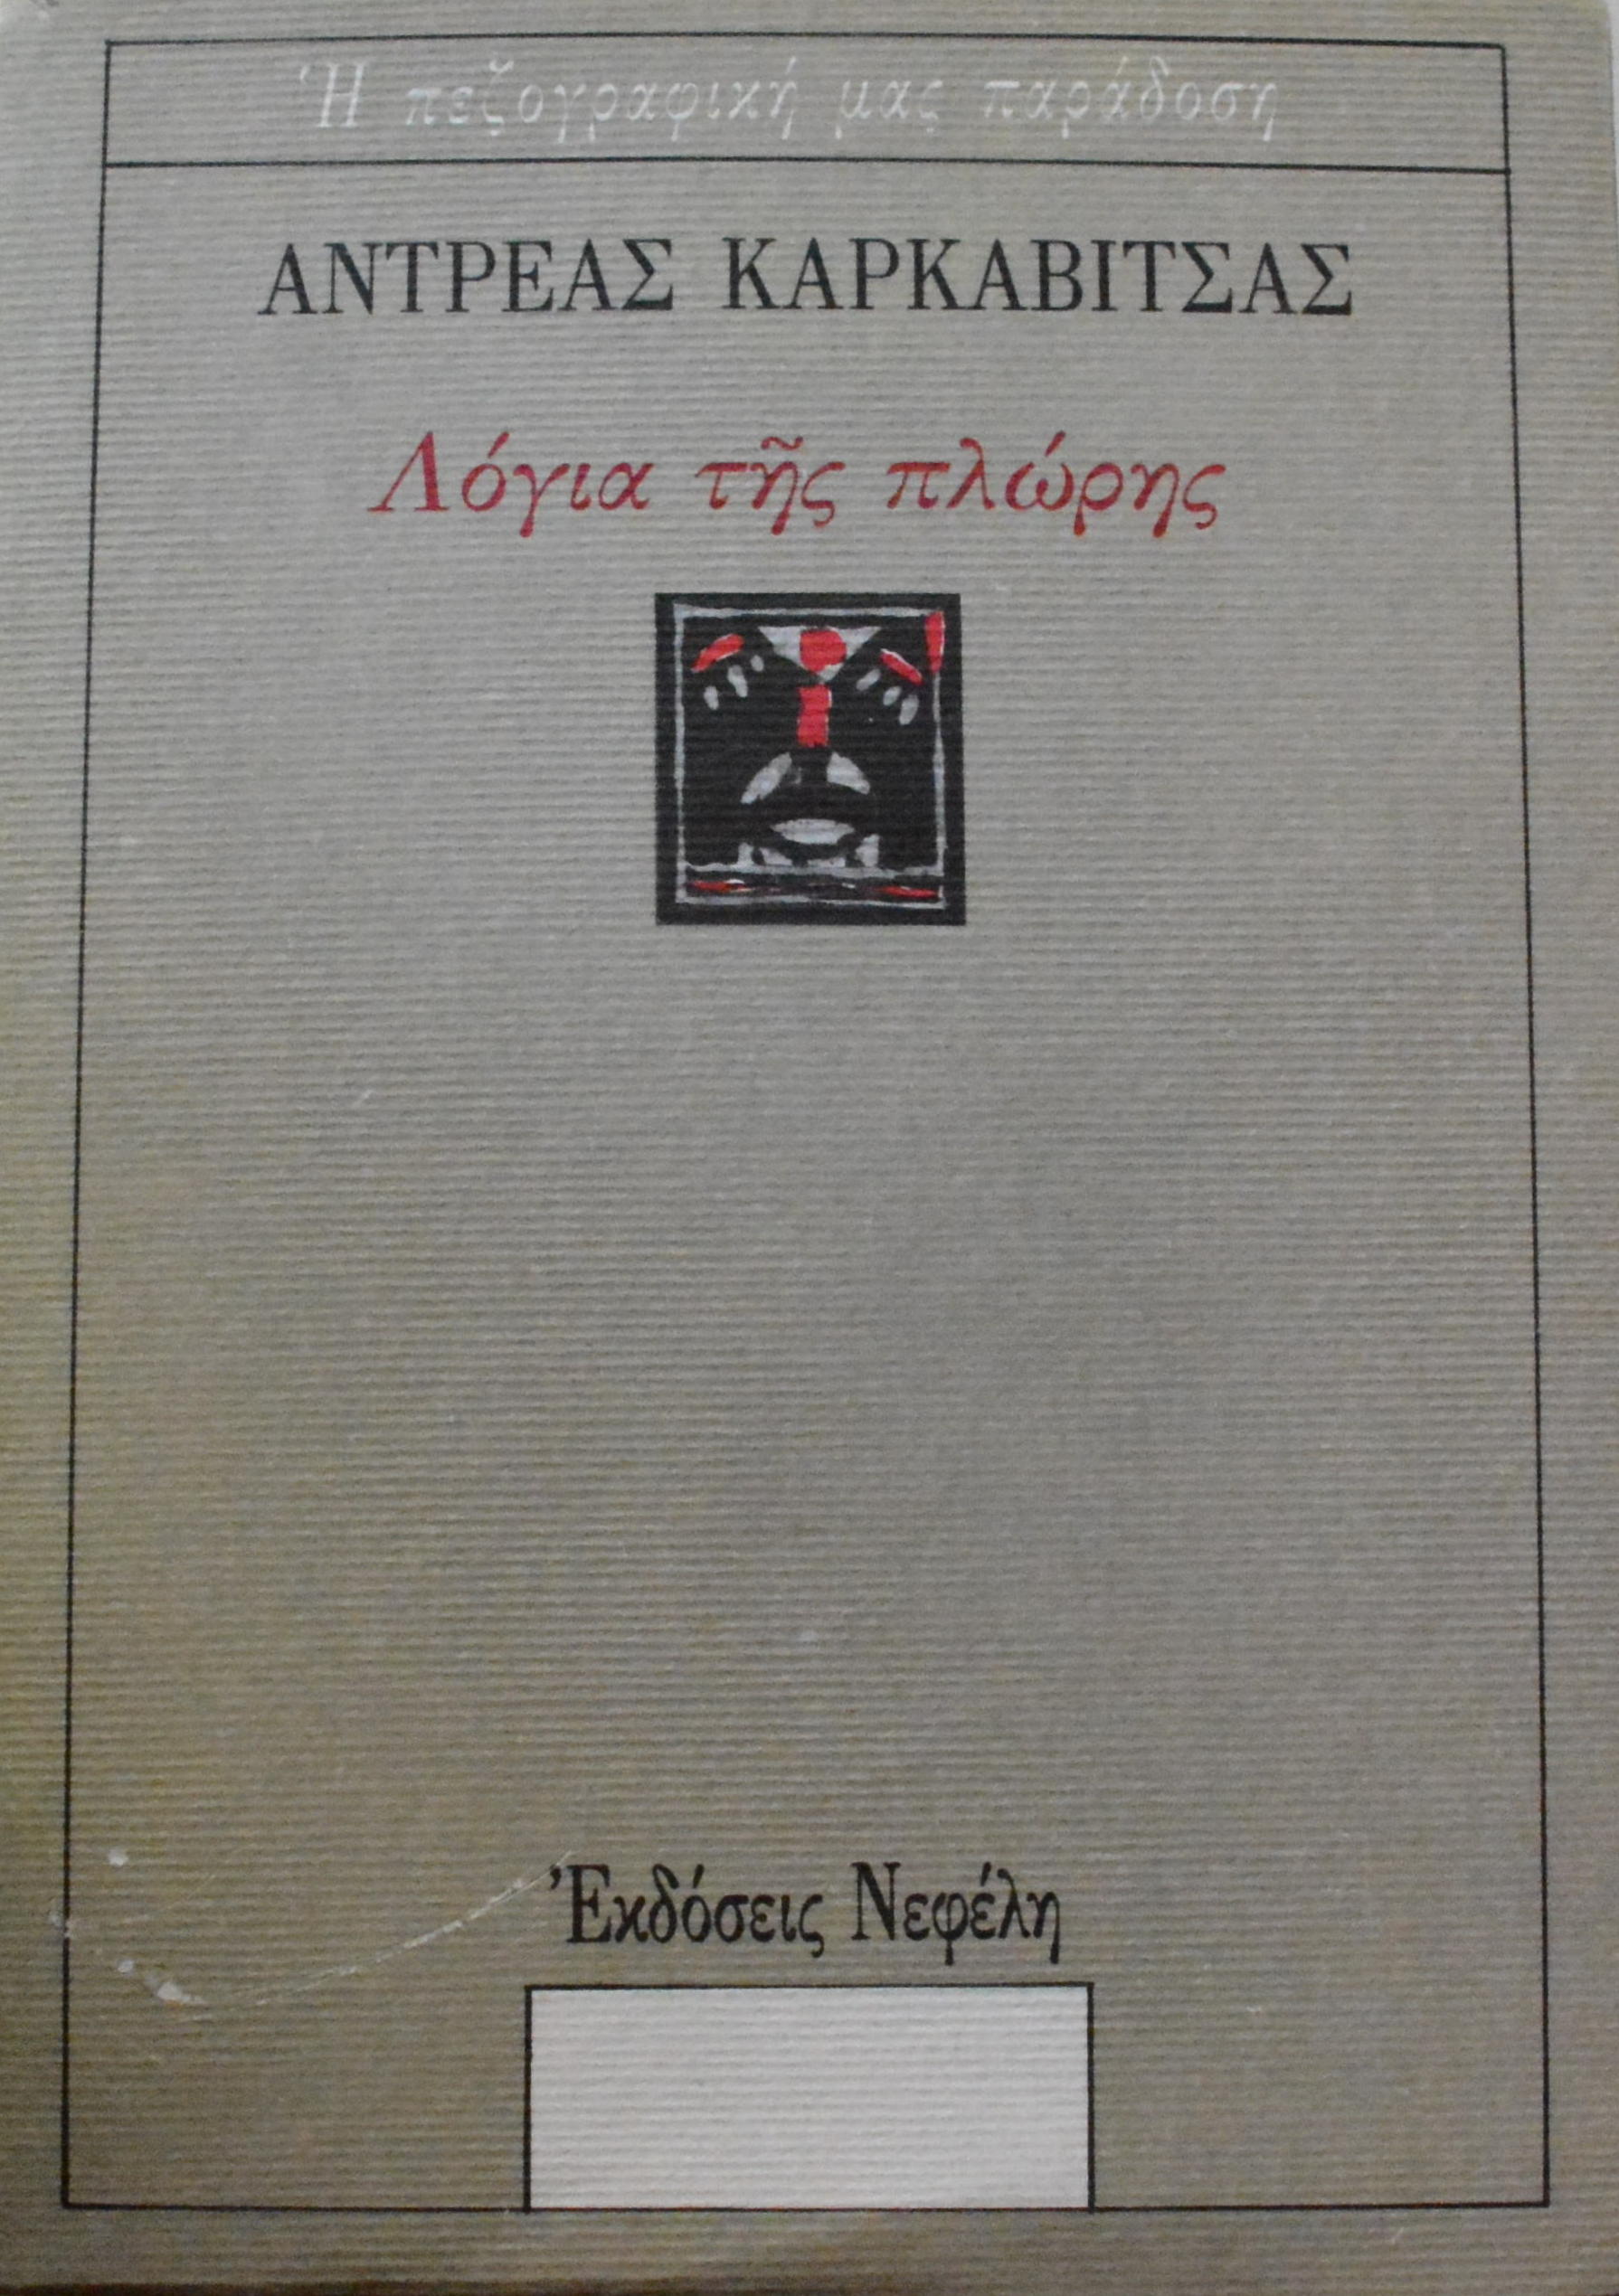 Ἡ πεζογραφική μας παράδοση
ΑΝΤΡΕΑΣ ΚΑΡΚΑΒΙΤΣΑΣ
Λόγια τῆς πλώρης
Ἐκδόσεις Νεφέλη